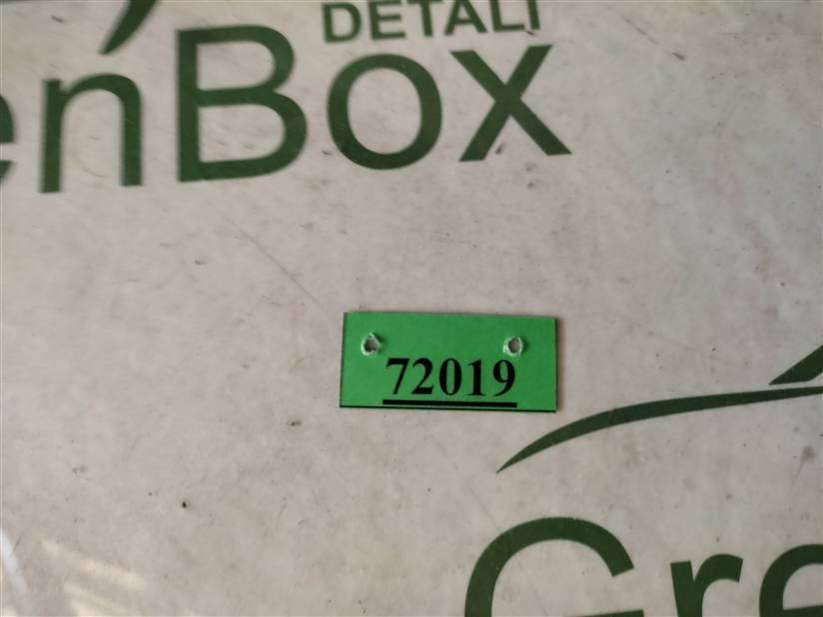 DETALI
enBox
72019
Gre